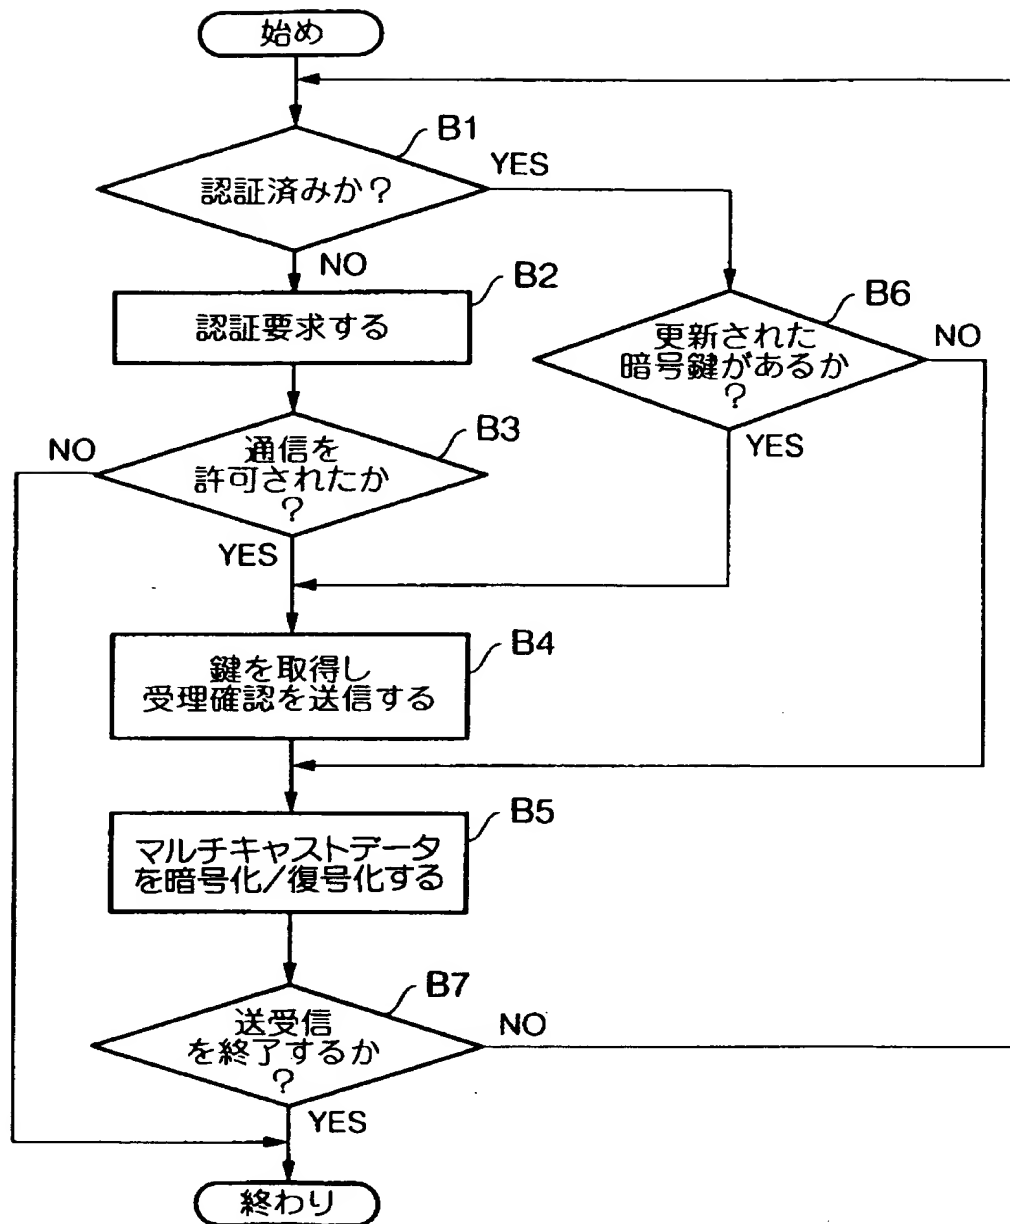 始め
B1
認証済みか?
YES
NO
B2
認証要求する
B6
更新された
暗号鍵があるか
?
NO
YES
B3
通信を
許可されたか
?
NO
YES
B4
鍵を取得し
受理確認を送信する
B5
マルチキャストデータ
を暗号化/復号化する
B7
送受信
を終了するか
?
NO
YES
終わり